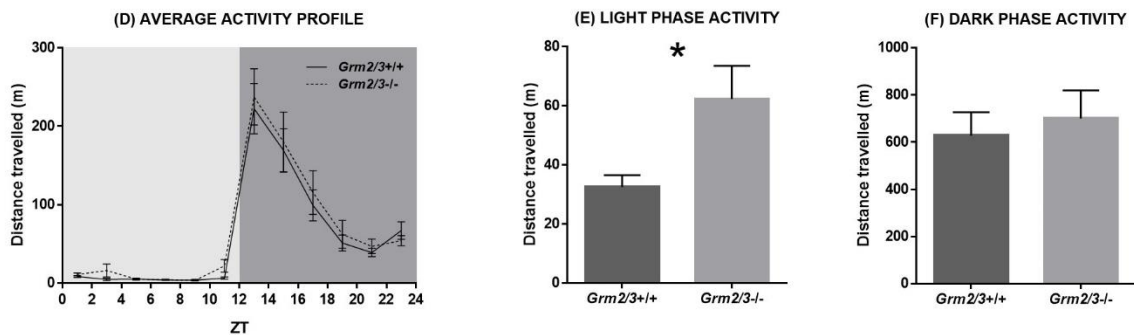 (D) AVERAGE ACTIVITY PROFILE
300
200
100
0
Distance travelled (m)
Grm2/3+/+
Grm2/3-/-
0 2 4 6 8 10 12 14 16 18 20 22 24
ZT
(E) LIGHT PHASE ACTIVITY
80
60
40
20
0
Distance travelled (m)
*
Grm2/3+/+ Grm2/3-/-
(F) DARK PHASE ACTIVITY
1000
800
600
400
200
0
Distance travelled (m)
Grm2/3+/+ Grm2/3-/-